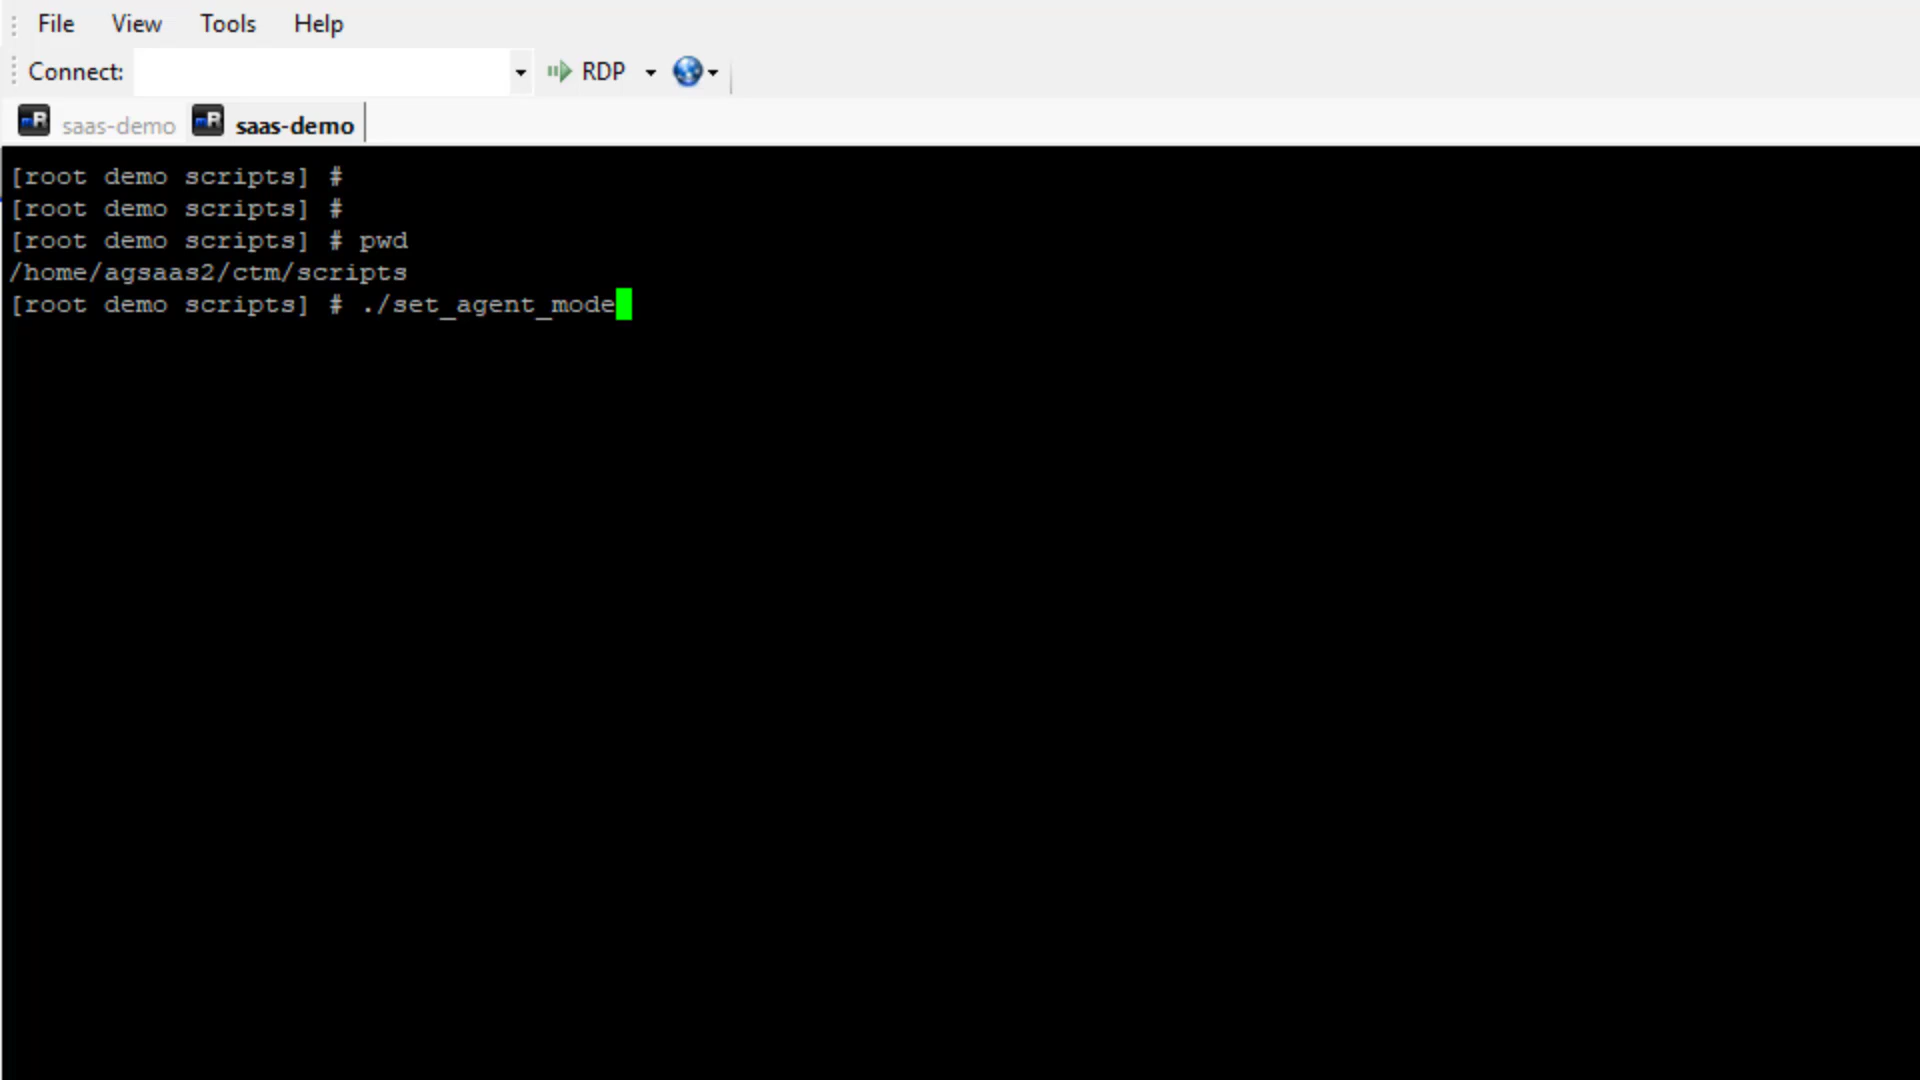 File View Tools Help
Connect: RDP
saas-demo saas-demo
[root demo scripts] #
[root demo scripts] #
[root demo scripts] # pwd
/home/agsaas2/ctm/scripts
[root demo scripts] # ./set_agent_mode